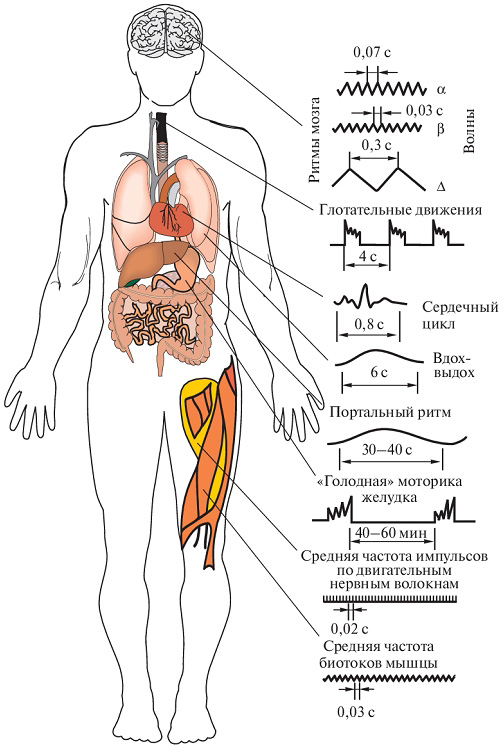 0,07 с
α
0,03 с
β
Ритмы мозга
Волны
0,3 с
Δ
Глотательные движения
4 с
Сердечный
цикл
0,8 с
Вдох-
выдох
6 с
Портальный ритм
30–40 с
«Голодная» моторика
желудка
40–60 мин
Средняя частота импульсов
по двигательным
нервным волокнам
0,02 с
Средняя частота
биотоков мышцы
0,03 с